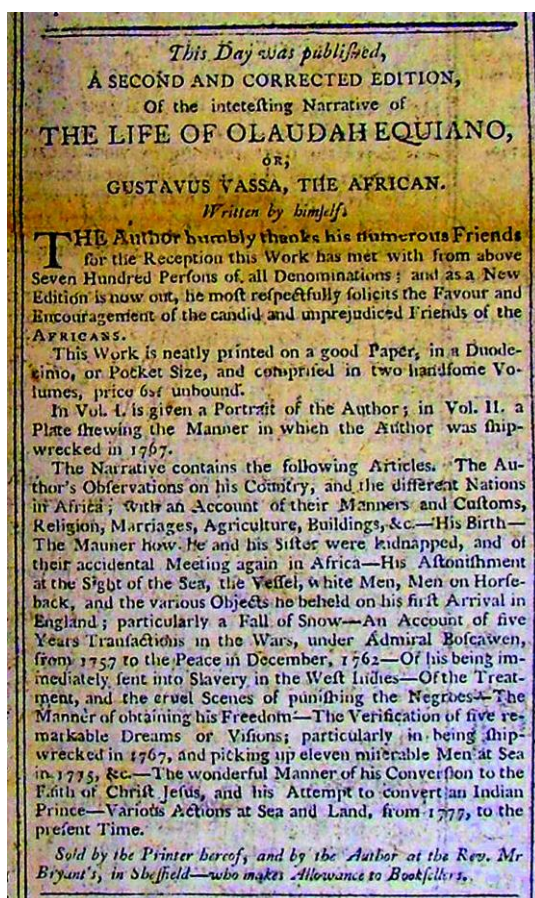 This Day was publiſhed,
A SECOND AND CORRECTED EDITION,
Of the inteteſting Narrative of
THE LIFE OF OLAUDAH EQUIANO,
OR,
GUSTAVUS VASSA, THE AFRICAN.
Written by himſelf.
THE Author humbly thanks his numerous Friends
for the Reception this Work has met with from above
Seven Hundred Perſons of all Denominations; and as a New
Edition is now out, he moſt reſpectfully ſolicits the Favour and
Encouragement of the candid and unprejudiced Friends of the
AFRICANS.
This Work is neatly printed on a good Paper, in a Duode-
cimo, or Pocket Size, and compriſed in two handſome Vo-
lumes, price unbound.
In Vol. I. is given a Portrait of the Author; in Vol. II. a
Plate ſhewing the Manner in which the Author was ſhip-
wrecked in 1767.
The Narrative contains the following Articles. The Au-
thor's Obſervations on his Country, and the different Nations
in Africa; with an Account of their Manners and Cuſtoms,
Religion, Marriages, Agriculture, Buildings, &c.—His Birth—
The Manner how he and his Siſter were kidnapped, and of
their accidental Meeting again in Africa—His Aſtoniſhment
at the Sight of the Sea, the Veſſel, white Men, Men on Horſe-
back, and the various Objects he beheld on his firſt Arrival in
England; particularly a Fall of Snow—An Account of five
Years Tranſactions in the Wars, under Admiral Boſcawen,
from 1757 to the Peace in December, 1762—Of his being im-
mediately ſent into Slavery in the Weſt Indies—Of the Treat-
ment, and the cruel Scenes of puniſhing the Negroes—The
Manner of obtaining his Freedom—The Verification of five re-
markable Dreams or Viſions; particularly in being ſhip-
wrecked in 1767, and picking up eleven miſerable Men at Sea
in 1775, &c.—The wonderful Manner of his Converſion to the
Faith of Chriſt Jeſus, and his Attempt to convert an Indian
Prince—Various Actions at Sea and Land, from 1777, to the
preſent Time.
Sold by the Printer hereof, and by the Author at the Rev. Mr
Bryant's, in Sheffield—who makes Allowance to Bookſellers.